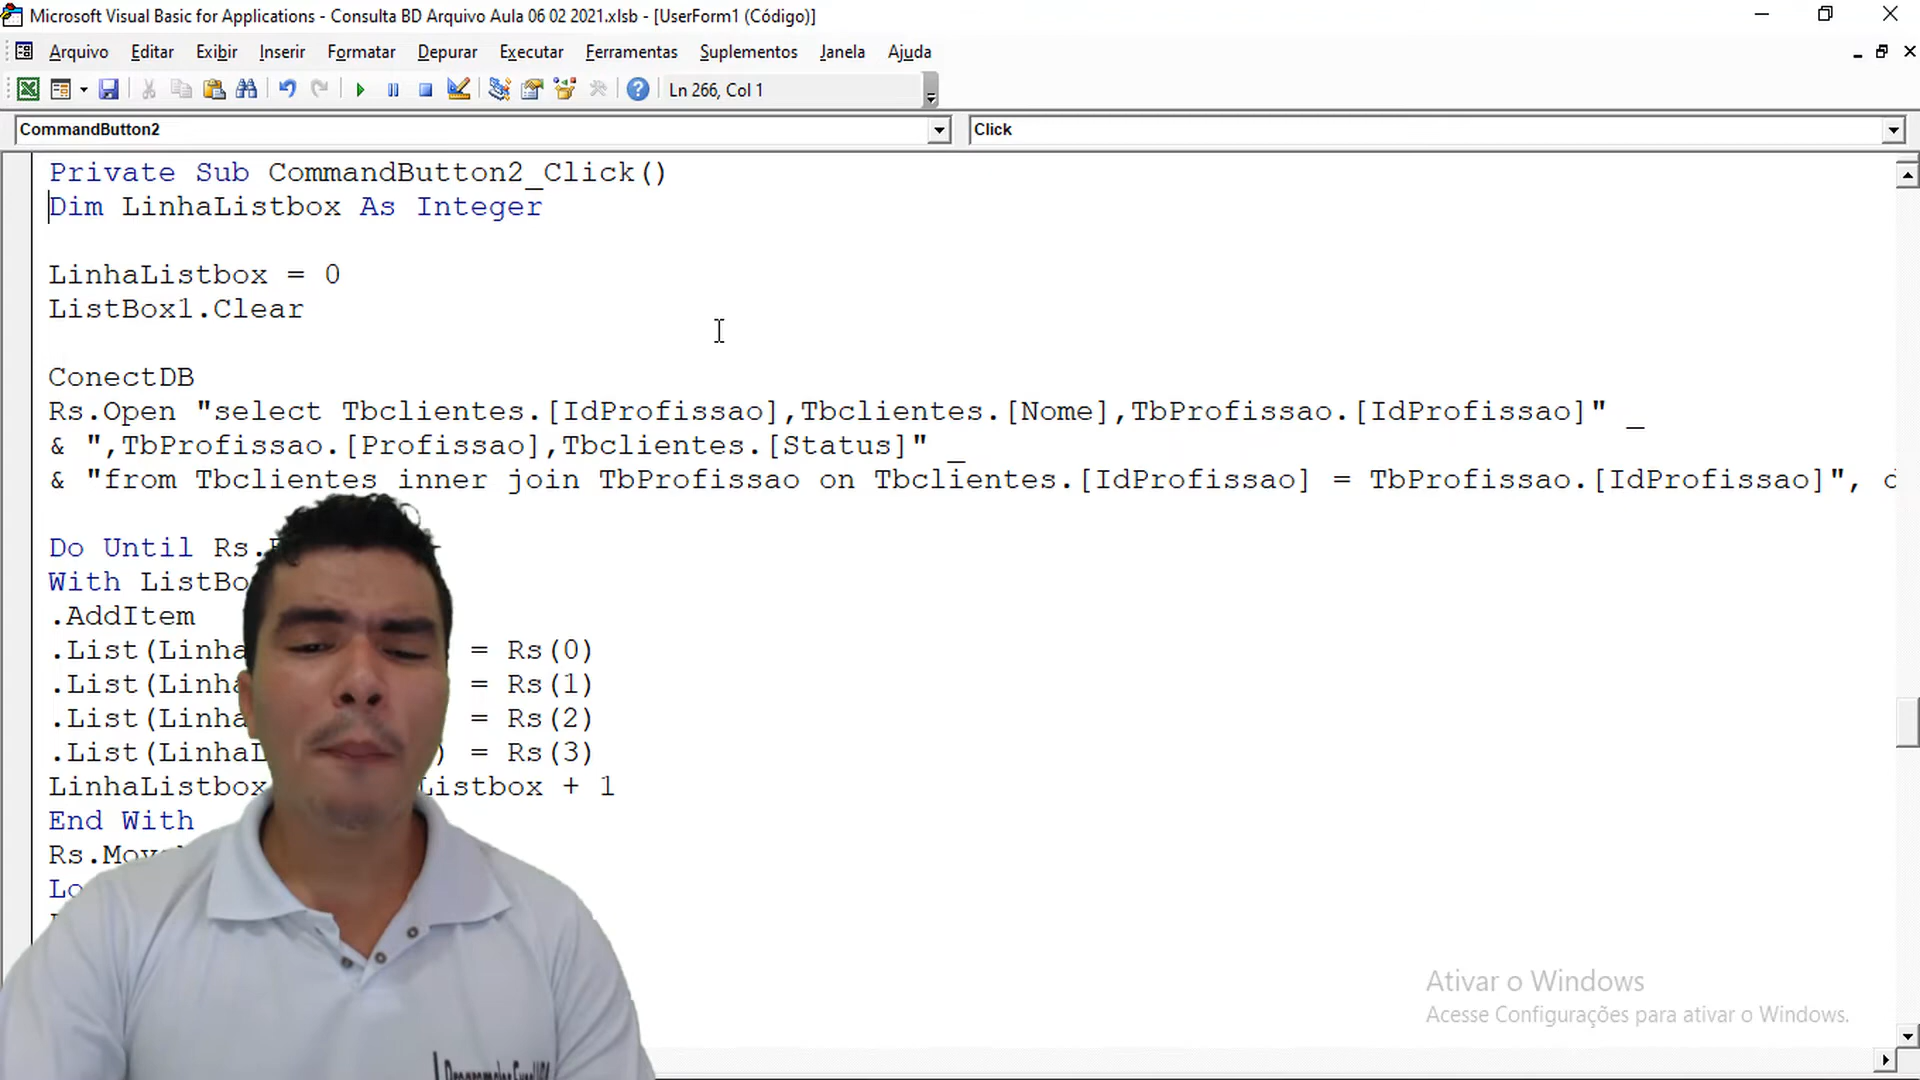 Microsoft Visual Basic for Applications - Consulta BD Arquivo Aula 06 02 2021.xlsb - [UserForm1 (Código)]
Arquivo Editar Exibir Inserir Formatar Depurar Executar Ferramentas Suplementos Janela Ajuda
Ln 266, Col 1
CommandButton2 Click
Private Sub CommandButton2_Click()
Dim LinhaListbox As Integer
LinhaListbox = 0
ListBox1.Clear
ConectDB
Rs.Open "select Tbclientes.[IdProfissao],Tbclientes.[Nome],TbProfissao.[IdProfissao]" _
& ",TbProfissao.[Profissao],Tbclientes.[Status]" _
& "from Tbclientes inner join TbProfissao on Tbclientes.[IdProfissao] = TbProfissao.[IdProfissao]",
Do Until Rs.
With
.AddItem
.List( = Rs(0)
.List( = Rs(1)
.List( = Rs(2)
.List( ) = Rs(3)
LinhaListbox Listbox + 1
End With
Ativar o Windows
Acesse Configurações para ativar o Windows.